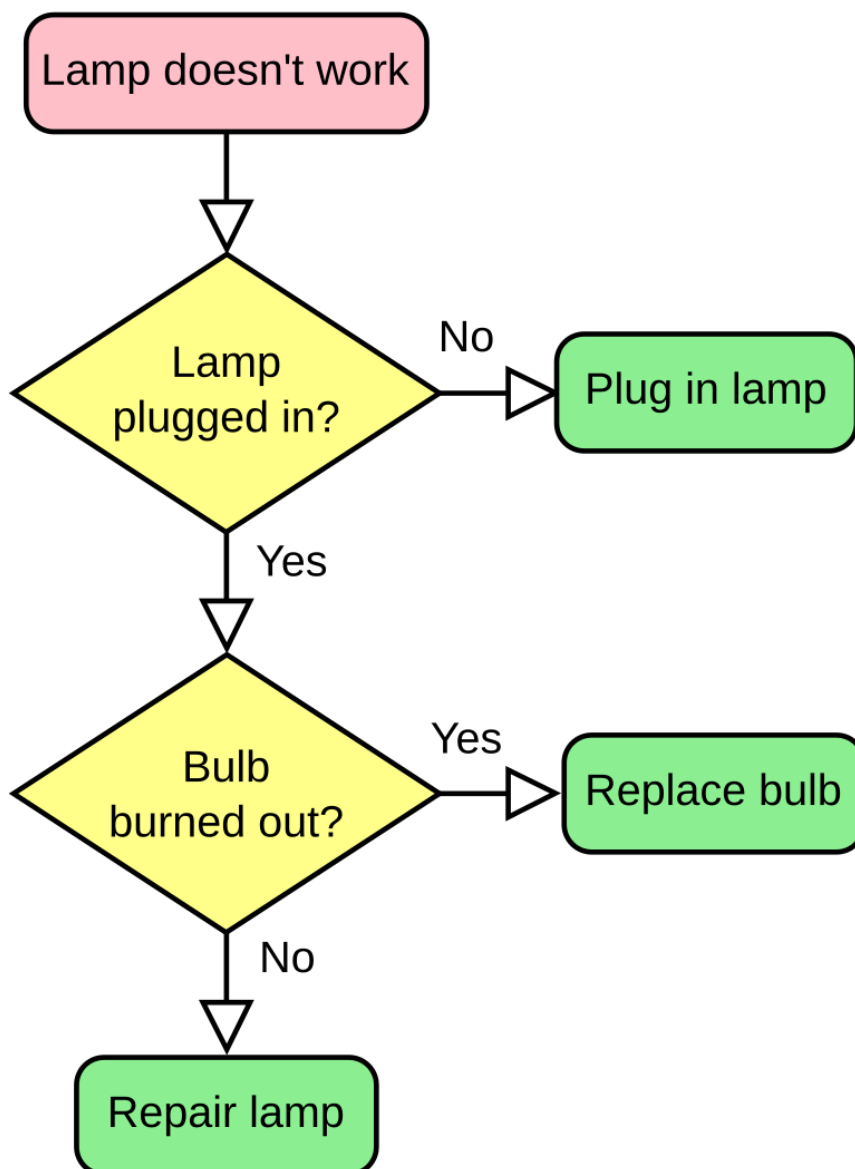 Lamp doesn't work
Lamp
plugged in?
No
Plug in lamp
Yes
Bulb
burned out?
Yes
Replace bulb
No
Repair lamp